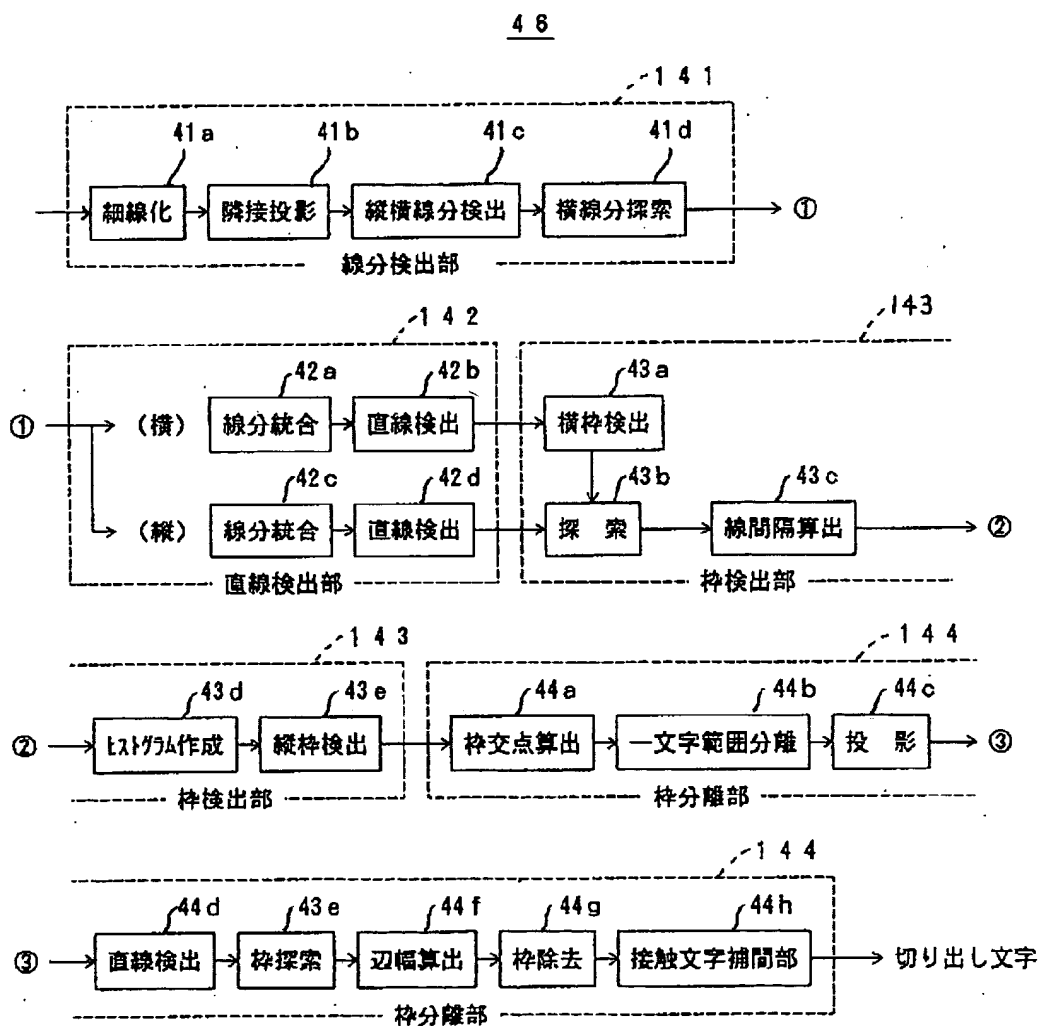 46
141
41a 41b 41c 41d
細線化 隣接投影 縦横線分検出 横線分探索 ①
線分検出部
142 143
42a 42b 43a
① (横) 線分統合 直線検出 横枠検出
42c 42d 43b 43c
(縦) 線分統合 直線検出 探 索 線間隔算出 ②
直線検出部 枠検出部
143 144
43d 43e 44a 44b 44c
② ヒストグラム作成 縦枠検出 枠交点算出 一文字範囲分離 投 影 ③
枠検出部 枠分離部
144
44d 43e 44f 44g 44h
③ 直線検出 枠探索 辺幅算出 枠除去 接触文字補間部 切り出し文字
枠分離部